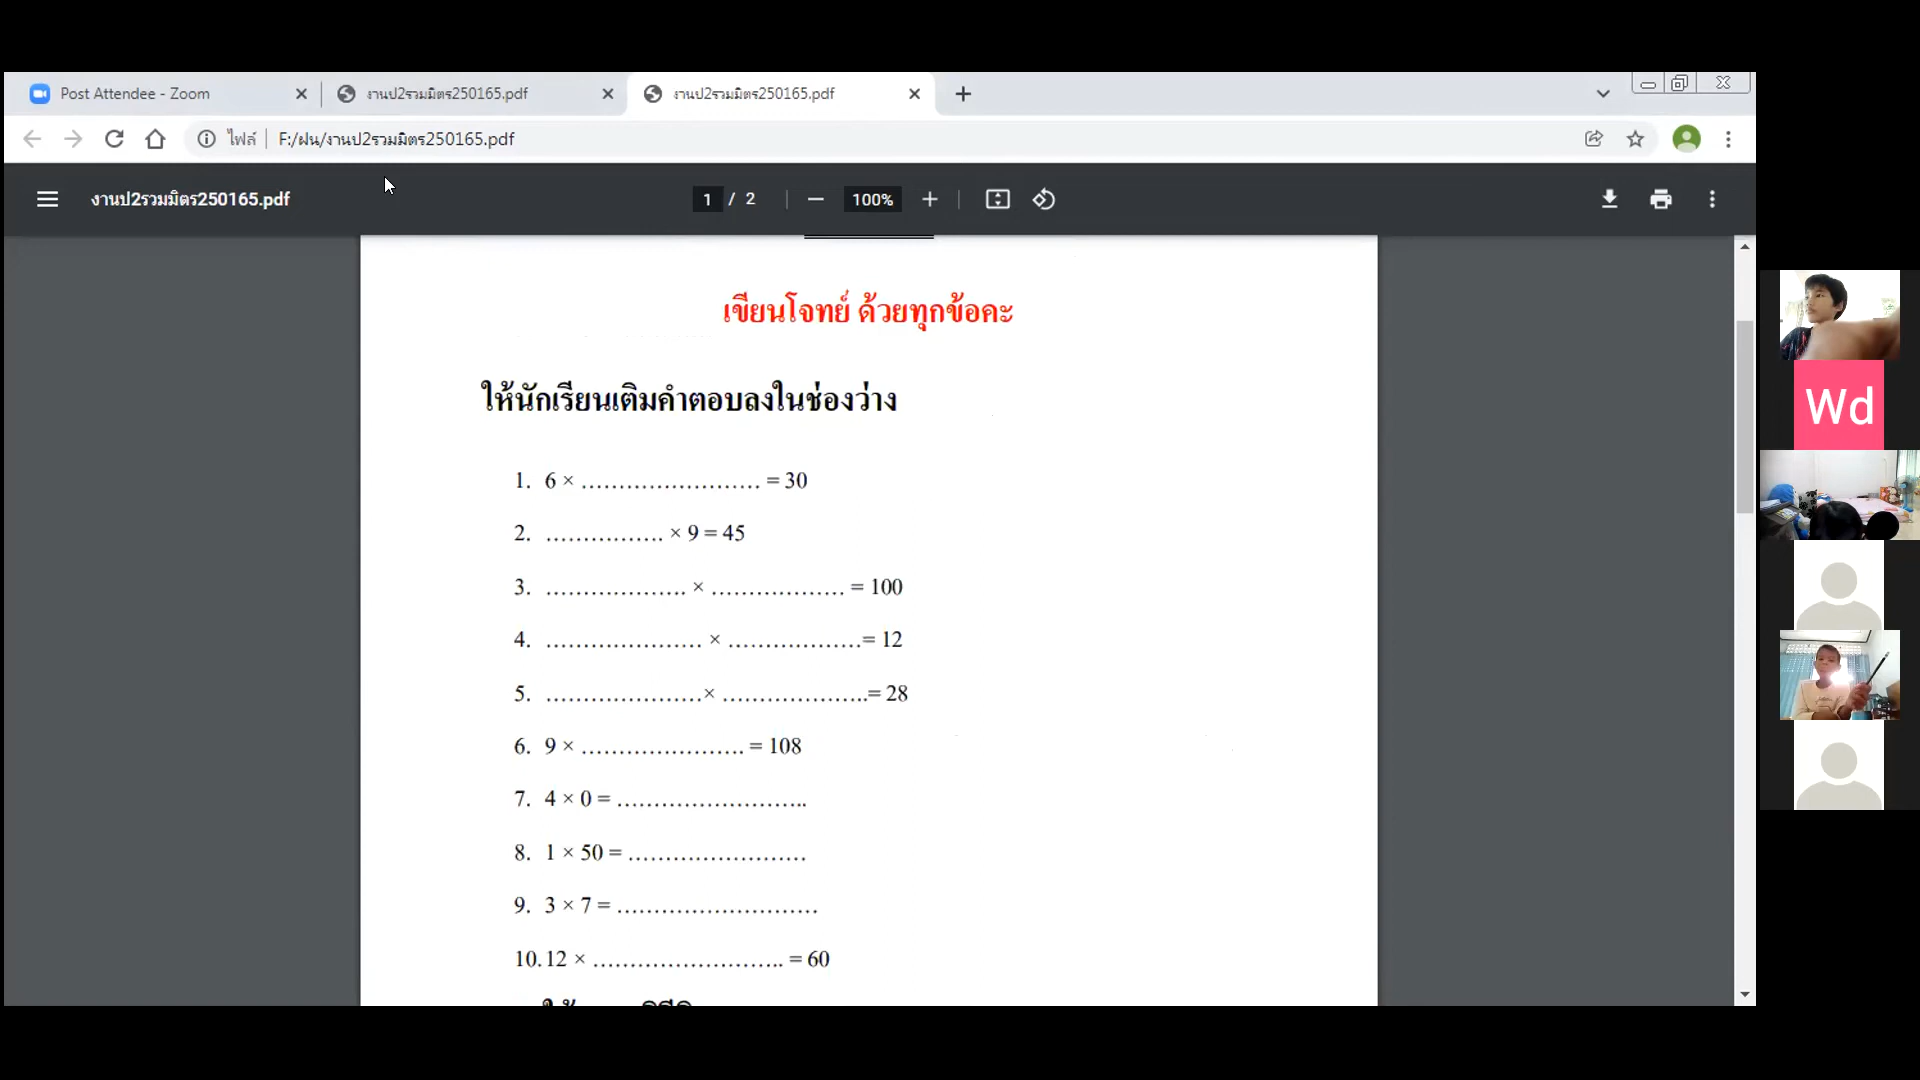 Post Attendee - Zoom
งานป2รวมมิตร250165.pdf
งานป2รวมมิตร250165.pdf
ไฟล์ F:/ฝน/งานป2รวมมิตร250165.pdf
งานป2รวมมิตร250165.pdf
1 / 2
100%
เขียนโจทย์ ด้วยทุกข้อคะ
ให้นักเรียนเติมคำตอบลงในช่องว่าง
1. 6 × ............................ = 30
2. ................... × 9 = 45
3. ...................... × ..................... = 100
4. ........................ × .....................= 12
5. ........................× .......................= 28
6. 9 × .......................... = 108
7. 4 × 0 = .............................
8. 1 × 50 = ...........................
9. 3 × 7 = ..............................
10. 12 × ............................. = 60
Wd